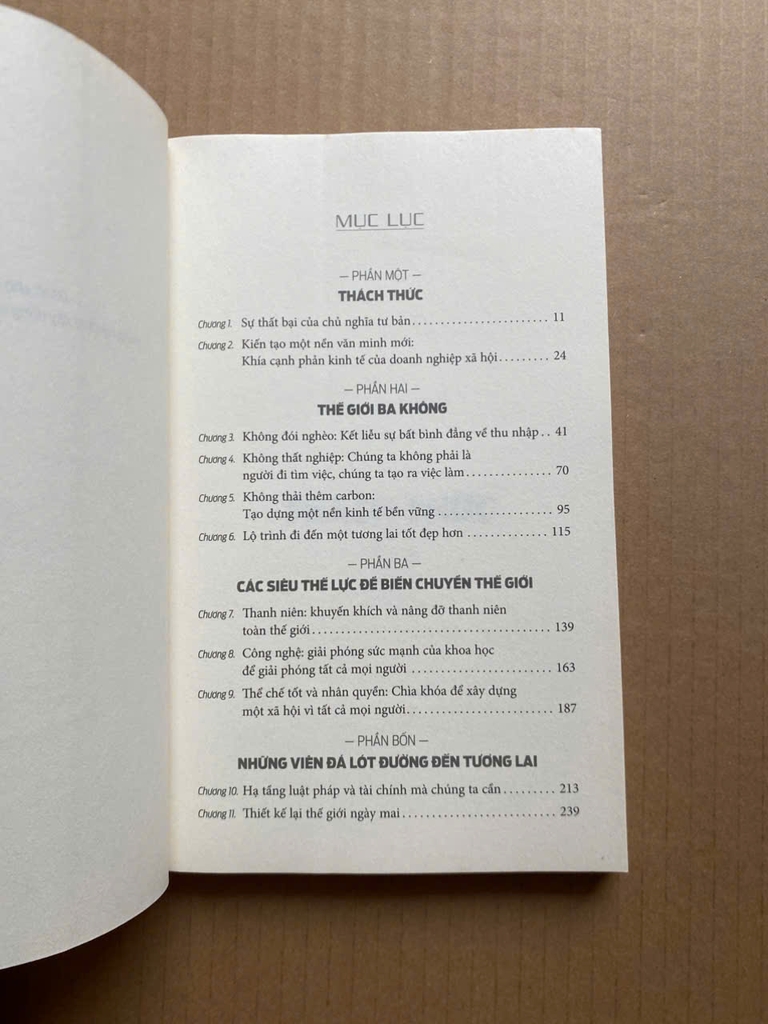 MỤC LỤC
— PHẦN MỘT —
THÁCH THỨC
Chương 1. Sự thất bại của chủ nghĩa tư bản........................ 11
Chương 2. Kiến tạo một nền văn minh mới:
Khía cạnh phản kinh tế của doanh nghiệp xã hội......... 24
— PHẦN HAI —
THẾ GIỚI BA KHÔNG
Chương 3. Không đói nghèo: Kết liễu sự bất bình đẳng về thu nhập.. 41
Chương 4. Không thất nghiệp: Chúng ta không phải là
người đi tìm việc, chúng ta tạo ra việc làm............... 70
Chương 5. Không thải thêm carbon:
Tạo dựng một nền kinh tế bền vững .................... 95
Chương 6. Lộ trình đi đến một tương lai tốt đẹp hơn .............. 115
— PHẦN BA —
CÁC SIÊU THẾ LỰC ĐỂ BIẾN CHUYỂN THẾ GIỚI
Chương 7. Thanh niên: khuyến khích và nâng đỡ thanh niên
toàn thế giới.......................................... 139
Chương 8. Công nghệ: giải phóng sức mạnh của khoa học
để giải phóng tất cả mọi người ......................... 163
Chương 9. Thể chế tốt và nhân quyền: Chìa khóa để xây dựng
một xã hội vì tất cả mọi người.......................... 187
— PHẦN BỐN —
NHỮNG VIÊN ĐÁ LÓT ĐƯỜNG ĐẾN TƯƠNG LAI
Chương 10. Hạ tầng luật pháp và tài chính mà chúng ta cần ......... 213
Chương 11. Thiết kế lại thế giới ngày mai........................... 239